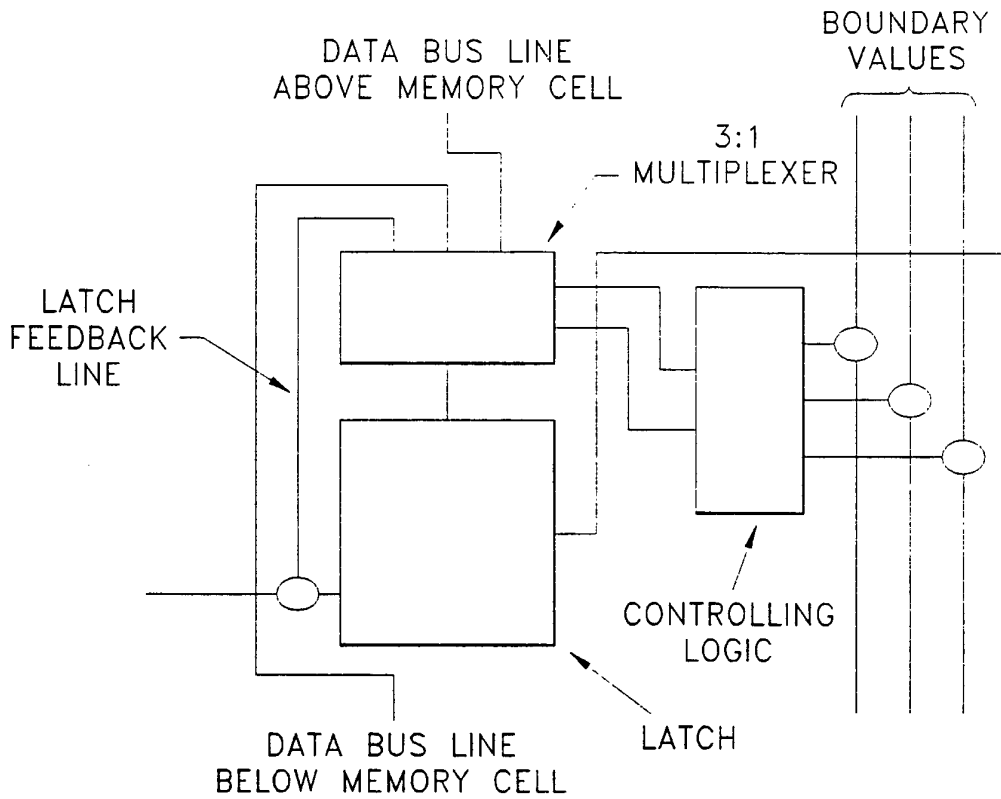 BOUNDARY
VALUES
DATA BUS LINE
ABOVE MEMORY CELL
3:1
MULTIPLEXER
LATCH
FEEDBACK
LINE
CONTROLLING
LOGIC
LATCH
DATA BUS LINE
BELOW MEMORY CELL